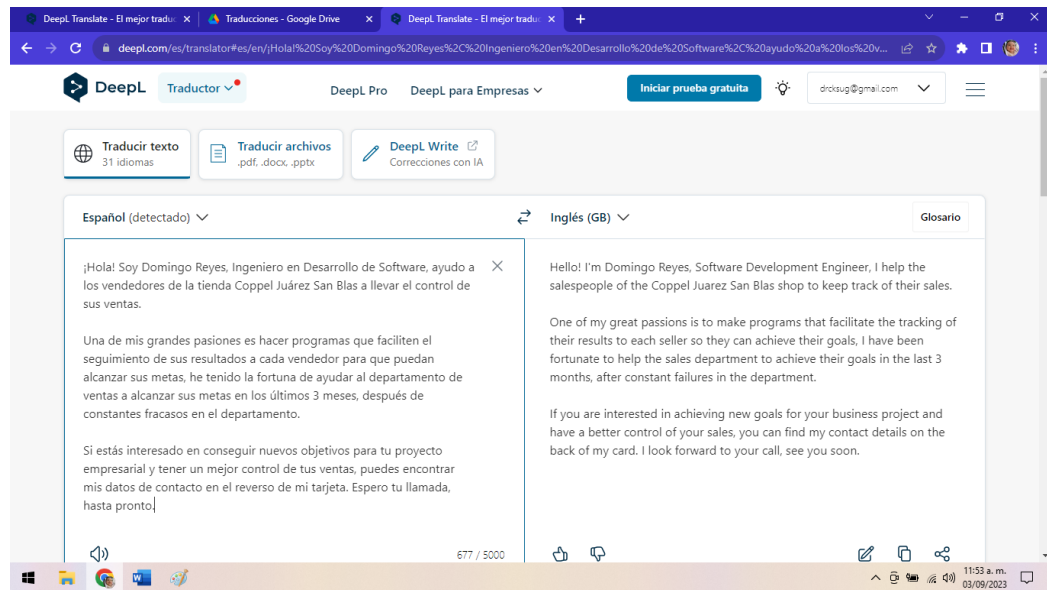 DeepL Translate - El mejor traduc
Traducciones - Google Drive
DeepL Translate - El mejor traduc
deepl.com/es/translator#es/en/¡Hola!%20Soy%20Domingo%20Reyes%2C%20Ingeniero%20en%20Desarrollo%20de%20Software%2C%20ayudo%20a%20los%20v...
DeepL
Traductor
DeepL Pro
DeepL para Empresas
Iniciar prueba gratuita
drcksug@gmail.com
Traducir texto
31 idiomas
Traducir archivos
.pdf, .docx, .pptx
DeepL Write
Correcciones con IA
Español (detectado)
Inglés (GB)
Glosario
¡Hola! Soy Domingo Reyes, Ingeniero en Desarrollo de Software, ayudo a
los vendedores de la tienda Coppel Juárez San Blas a llevar el control de
sus ventas.
Una de mis grandes pasiones es hacer programas que faciliten el
seguimiento de sus resultados a cada vendedor para que puedan
alcanzar sus metas, he tenido la fortuna de ayudar al departamento de
ventas a alcanzar sus metas en los últimos 3 meses, después de
constantes fracasos en el departamento.
Si estás interesado en conseguir nuevos objetivos para tu proyecto
empresarial y tener un mejor control de tus ventas, puedes encontrar
mis datos de contacto en el reverso de mi tarjeta. Espero tu llamada,
hasta pronto.
677 / 5000
Hello! I'm Domingo Reyes, Software Development Engineer, I help the
salespeople of the Coppel Juarez San Blas shop to keep track of their sales.
One of my great passions is to make programs that facilitate the tracking of
their results to each seller so they can achieve their goals, I have been
fortunate to help the sales department to achieve their goals in the last 3
months, after constant failures in the department.
If you are interested in achieving new goals for your business project and
have a better control of your sales, you can find my contact details on the
back of my card. I look forward to your call, see you soon.
11:53 a. m.
03/09/2023